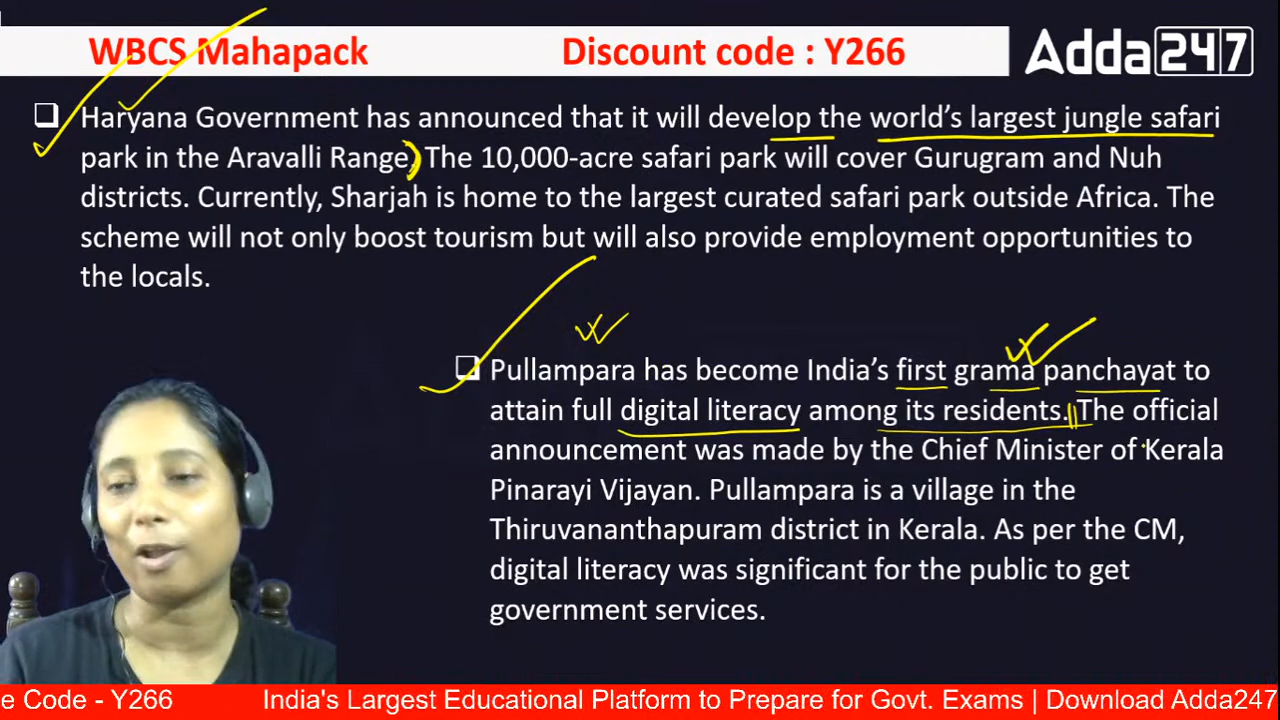 WBCS Mahapack
Discount code : Y266
Adda247
Haryana Government has announced that it will develop the world's largest jungle safari
park in the Aravalli Range. The 10,000-acre safari park will cover Gurugram and Nuh
districts. Currently, Sharjah is home to the largest curated safari park outside Africa. The
scheme will not only boost tourism but will also provide employment opportunities to
the locals.
Pullampara has become India's first grama panchayat to
attain full digital literacy among its residents. The official
announcement was made by the Chief Minister of Kerala
Pinarayi Vijayan. Pullampara is a village in the
Thiruvananthapuram district in Kerala. As per the CM,
digital literacy was significant for the public to get
government services.
e Code - Y266 India's Largest Educational Platform to Prepare for Govt. Exams | Download Adda247